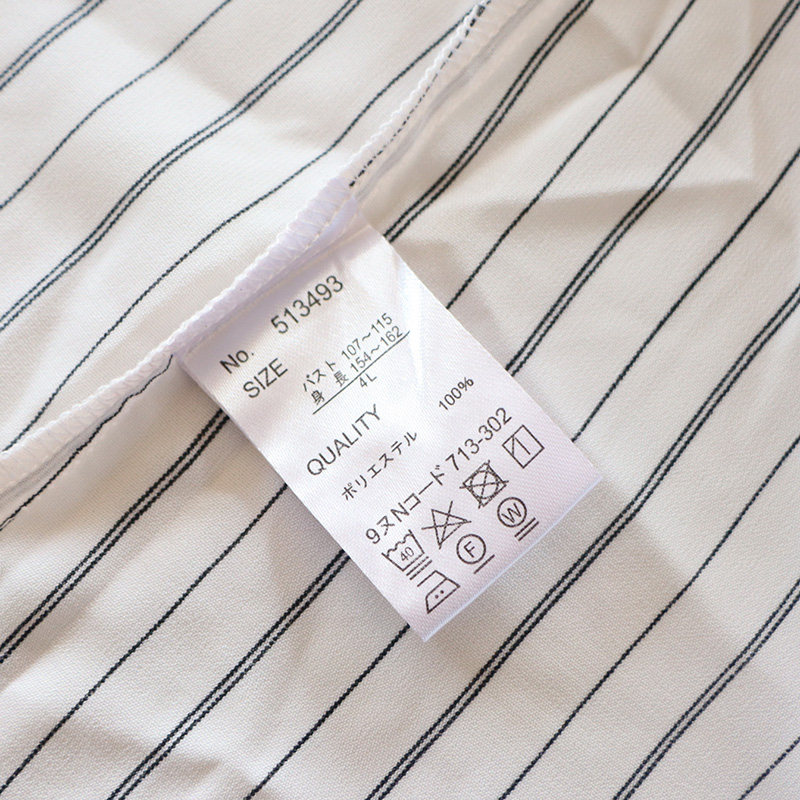 No. 513493
SIZE
バスト 107〜115
身 長 154〜162
4L
QUALITY
ポリエステル 100%
9ヌNコード 713-302
40
F
W